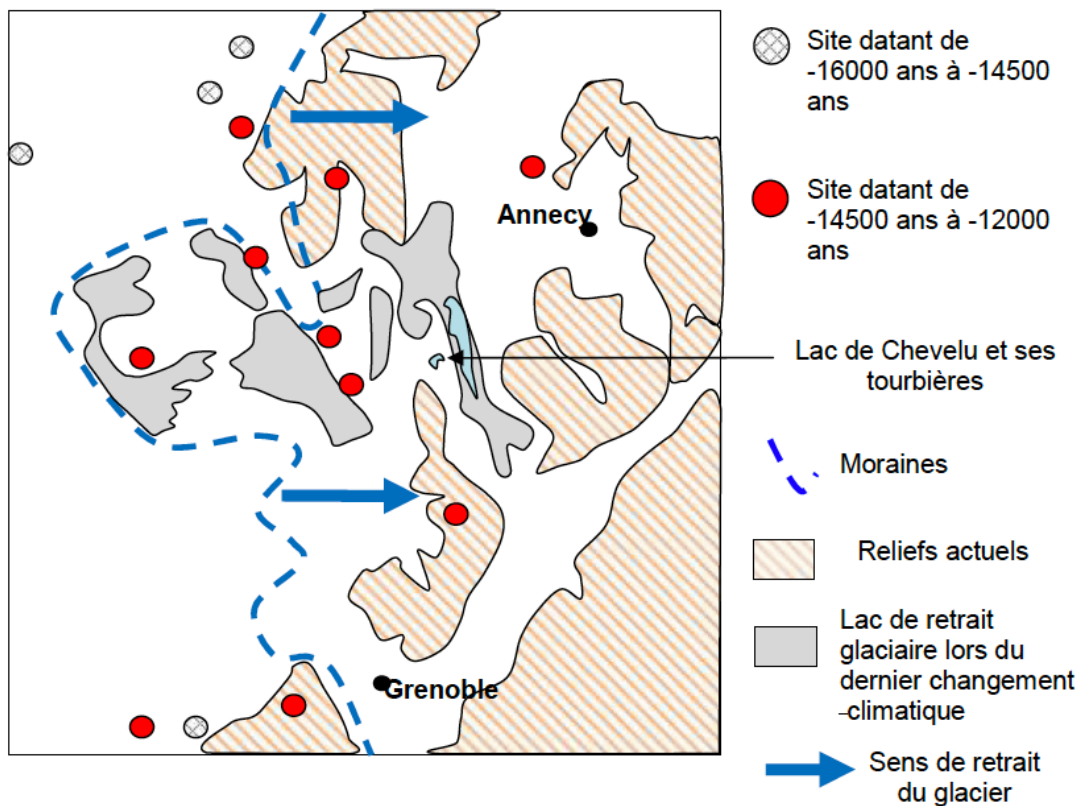 Site datant de
-16000 ans à -14500
ans
Site datant de
-14500 ans à -12000
ans
Annecy
Lac de Chevelu et ses
tourbières
Moraines
Reliefs actuels
Lac de retrait
glaciaire lors du
dernier changement
-climatique
Grenoble
Sens de retrait
du glacier